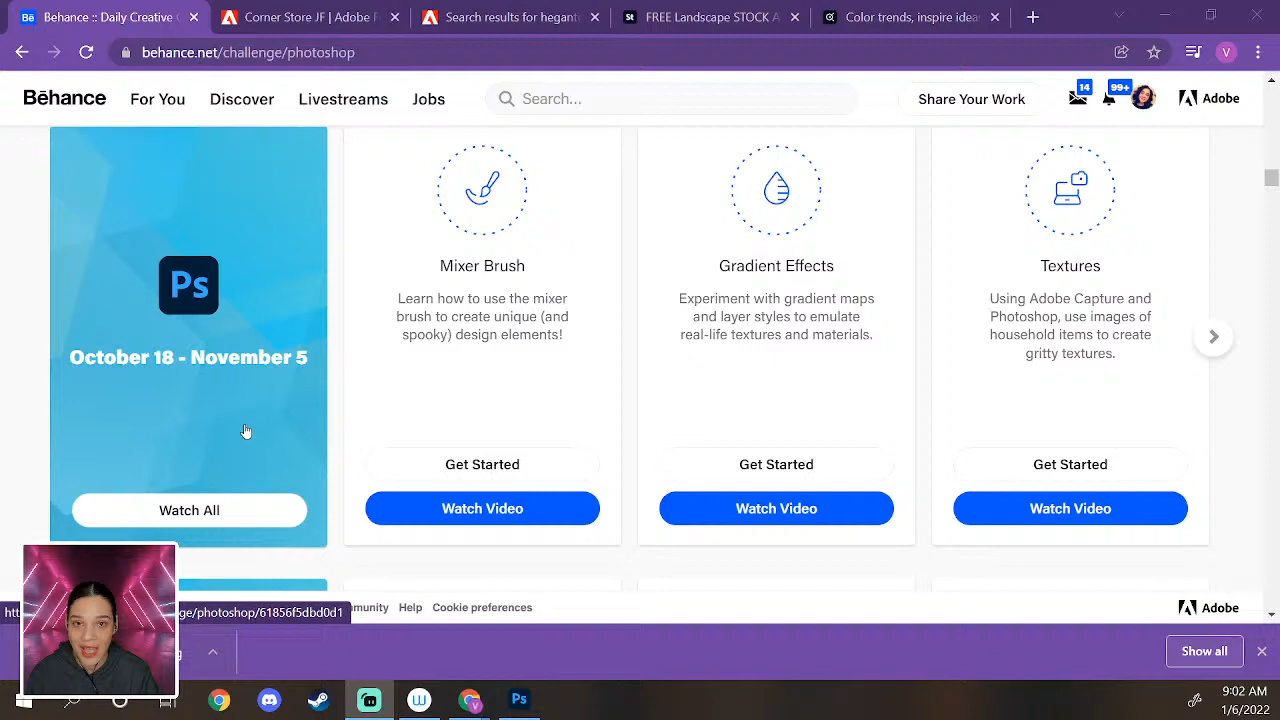 Behance : Daily Creative
Corner Store JF | Adobe F
Search results for hegant
St FREE Landscape STOCK A
Color trends, inspire idea
behance.net/challenge/photoshop
V
Bēhance For You Discover Livestreams Jobs Search... Share Your Work 14 99+ Adobe
Ps
October 18 - November 5
Watch All
Mixer Brush
Learn how to use the mixer
brush to create unique (and
spooky) design elements!
Get Started
Watch Video
Gradient Effects
Experiment with gradient maps
and layer styles to emulate
real-life textures and materials.
Get Started
Watch Video
Textures
Using Adobe Capture and
Photoshop, use images of
household items to create
gritty textures.
Get Started
Watch Video
ge/photoshop/61856f5dbd0d1
mmunity Help Cookie preferences
Adobe
Show all
Ps
9:02 AM
1/6/2022